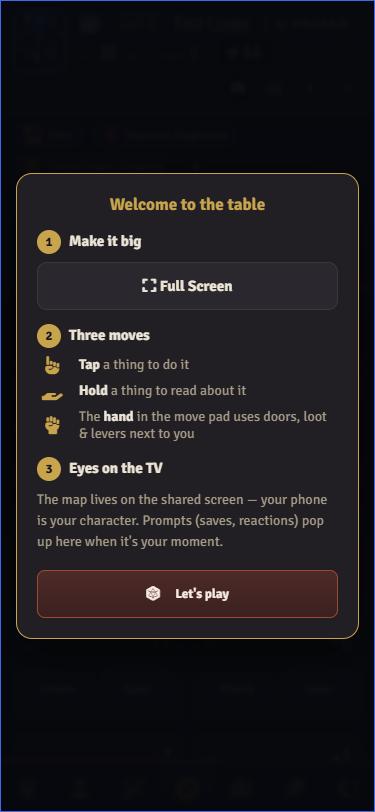 Welcome to the table
1 Make it big
Full Screen
2 Three moves
Tap a thing to do it
Hold a thing to read about it
The hand in the move pad uses doors, loot
& levers next to you
3 Eyes on the TV
The map lives on the shared screen — your phone
is your character. Prompts (saves, reactions) pop
up here when it's your moment.
Let's play